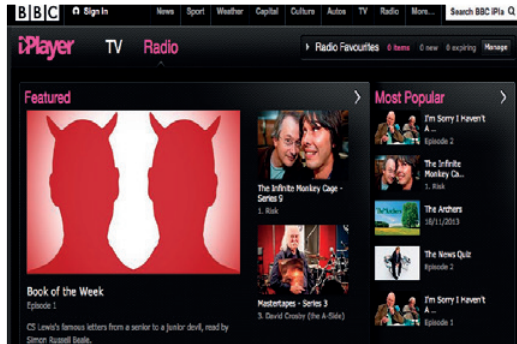 BBC Sign in News Sport Weather Capital Culture Autos TV Radio More... Search BBC iPla
iPlayer TV Radio
Radio Favourites 0 items 0 new 0 expiring Manage
Featured
Book of the Week
Episode 1
CS Lewis's famous letters from a senior to a junior devil, read by
Simon Russell Beale.
The Infinite Monkey Cage -
Series 9
1. Risk
Mastertapes - Series 3
3. David Crosby (the A-Side)
Most Popular
I'm Sorry I Haven't
A ...
Episode 2
The Infinite
Monkey Ca...
1. Risk
The Archers
18/11/2013
The News Quiz
Episode 2
I'm Sorry I Haven't
A ...
Episode 1